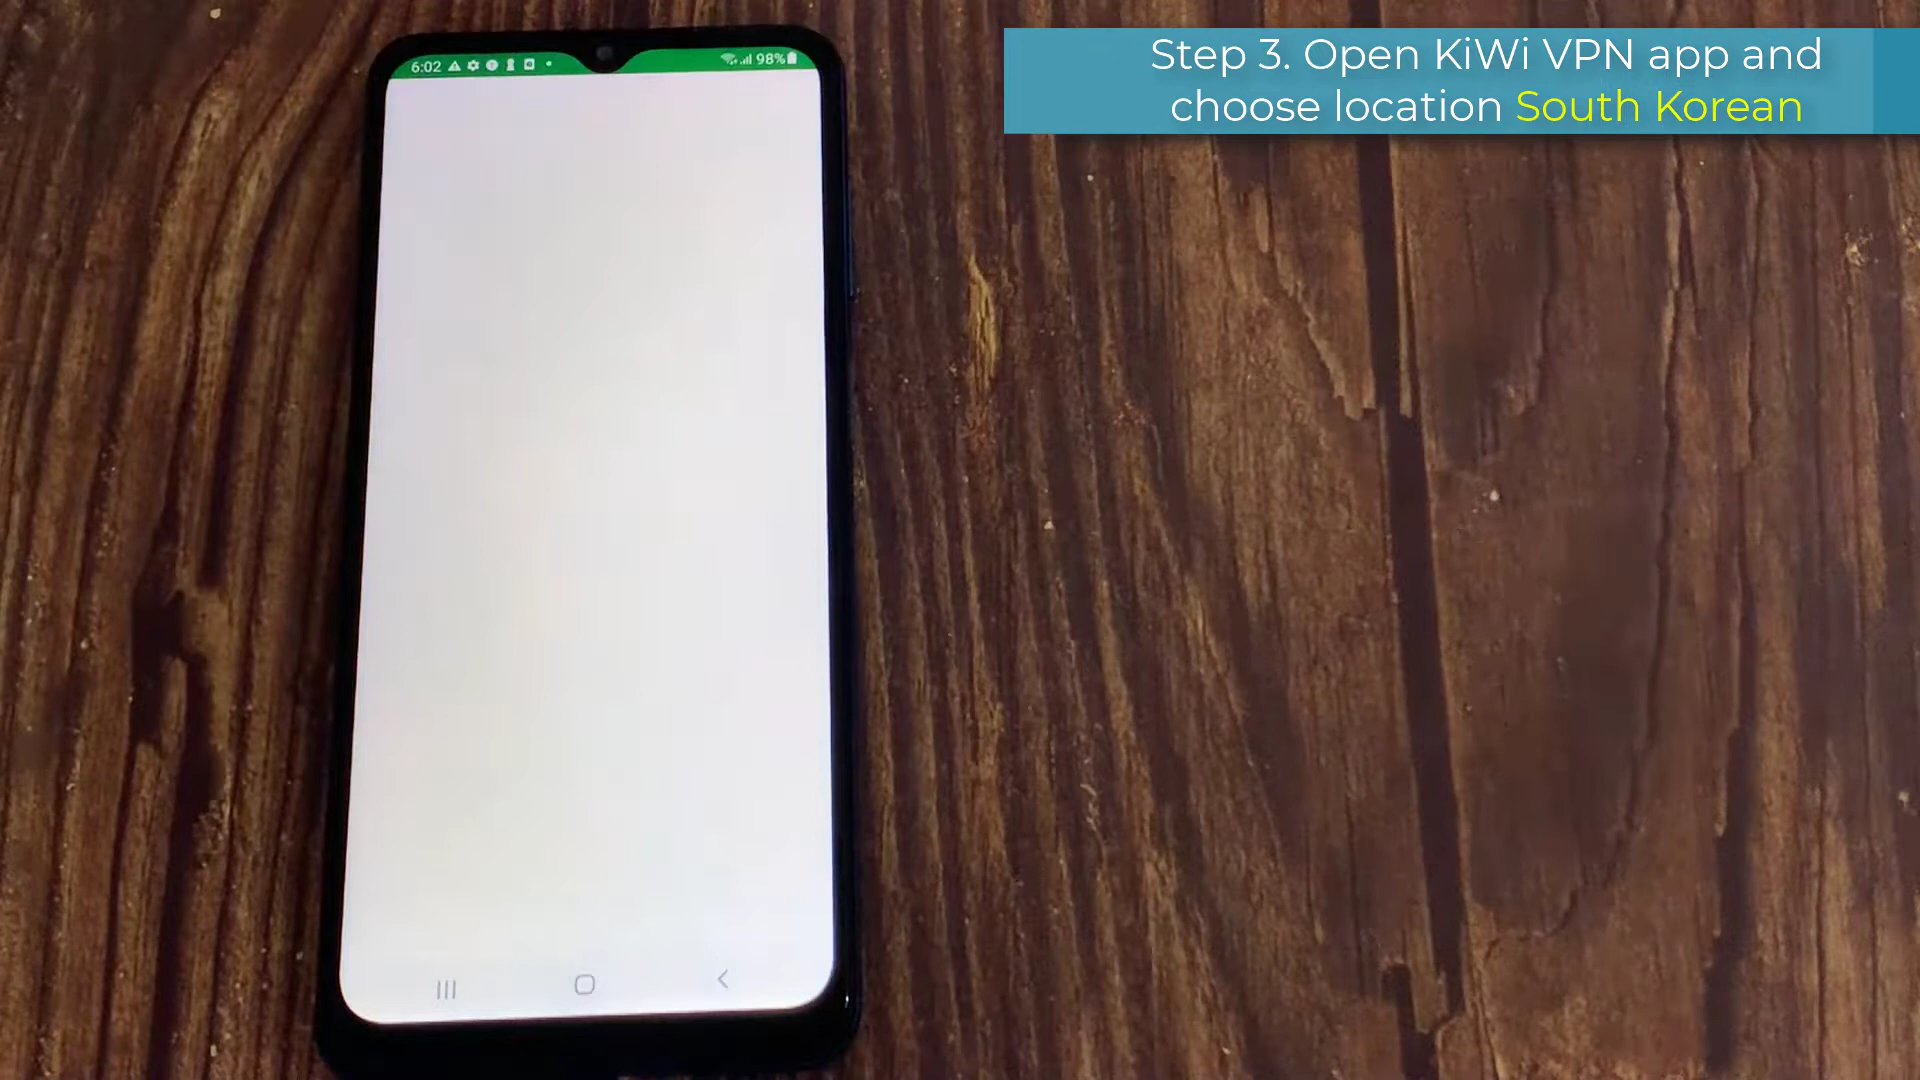 Step 3. Open KiWi VPN app and
choose location South Korean
6:02
98%